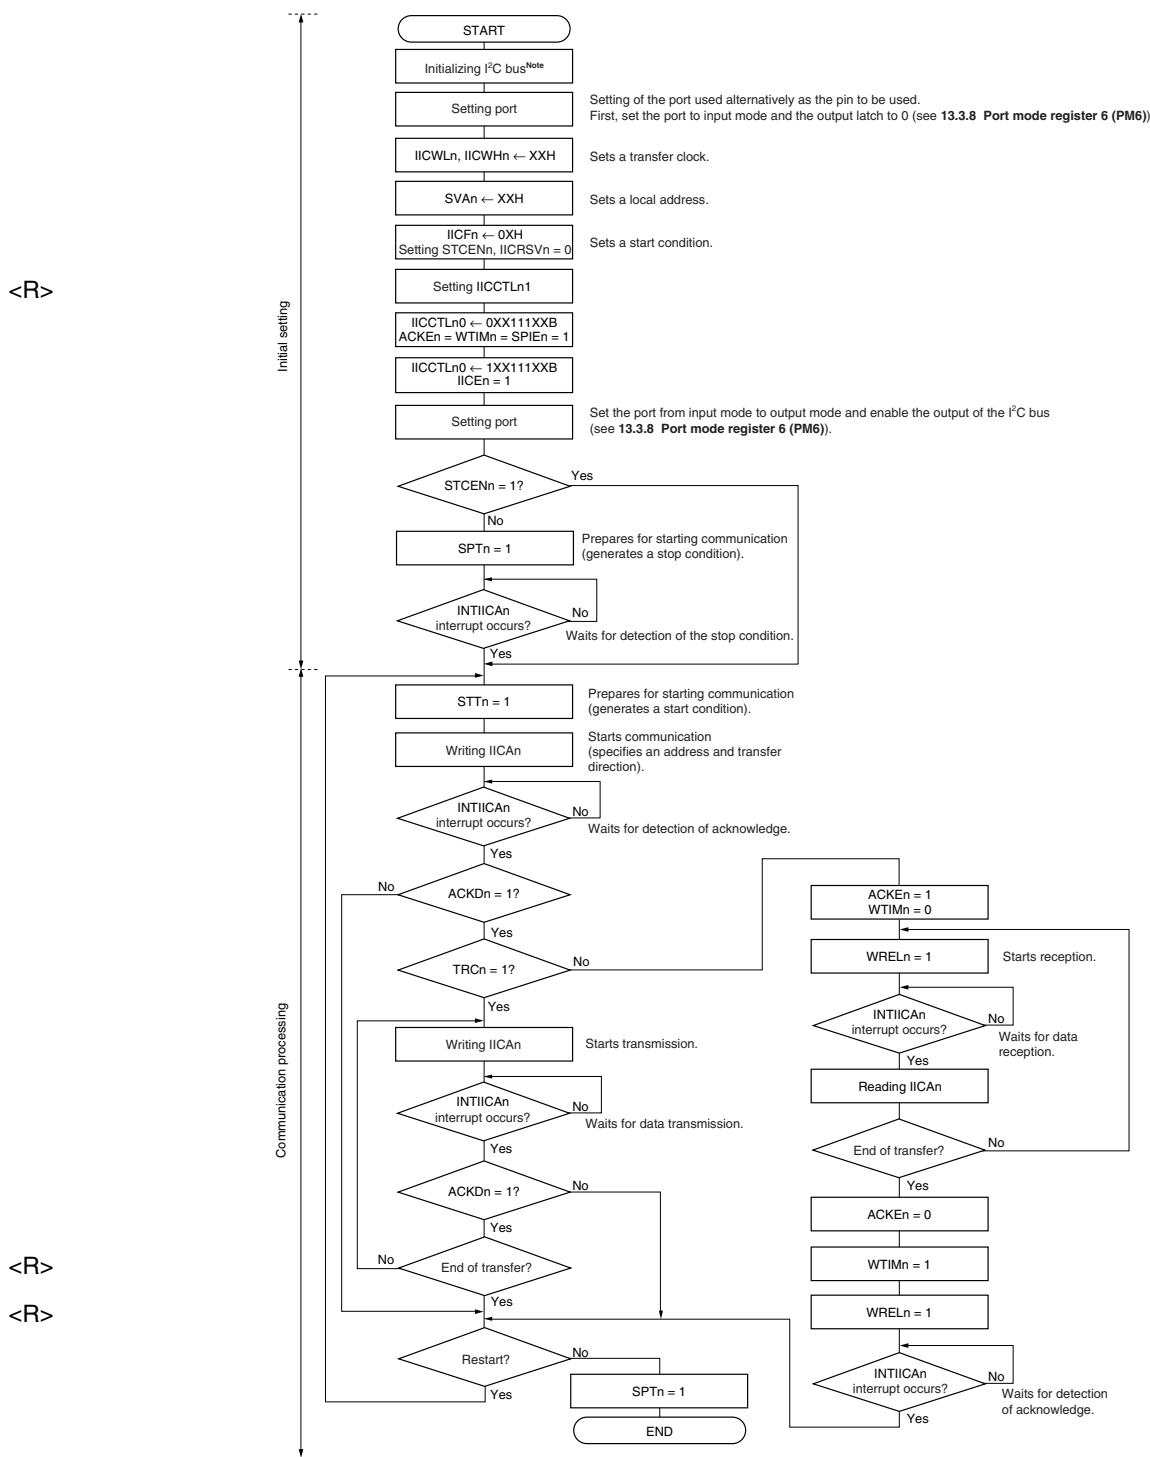 START
Initializing I²C busNote
Setting port
Setting of the port used alternatively as the pin to be used.
First, set the port to input mode and the output latch to 0 (see 13.3.8 Port mode register 6 (PM6))
IICWLn, IICWHn ← XXH
Sets a transfer clock.
SVAn ← XXH
Sets a local address.
IICFn ← 0XH
Setting STCENn, IICRSVn = 0
Sets a start condition.
<R>
Setting IICCTLn1
Initial setting
IICCTLn0 ← 0XX111XXB
ACKEn = WTIMn = SPIEn = 1
IICCTLn0 ← 1XX111XXB
IICEn = 1
Setting port
Set the port from input mode to output mode and enable the output of the I²C bus
(see 13.3.8 Port mode register 6 (PM6)).
STCENn = 1?
Yes
No
SPTn = 1
Prepares for starting communication
(generates a stop condition).
INTIICAn
interrupt occurs?
No
Waits for detection of the stop condition.
Yes
STTn = 1
Prepares for starting communication
(generates a start condition).
Writing IICAn
Starts communication
(specifies an address and transfer
direction).
INTIICAn
interrupt occurs?
No
Waits for detection of acknowledge.
Yes
No
ACKDn = 1?
Yes
TRCn = 1?
No
Yes
Communication processing
Writing IICAn
Starts transmission.
INTIICAn
interrupt occurs?
No
Waits for data transmission.
Yes
ACKDn = 1?
No
Yes
<R>
No
End of transfer?
Yes
<R>
Restart?
No
Yes
SPTn = 1
END
ACKEn = 1
WTIMn = 0
WRELn = 1
Starts reception.
INTIICAn
interrupt occurs?
No
Waits for data
reception.
Yes
Reading IICAn
End of transfer?
No
Yes
ACKEn = 0
WTIMn = 1
WRELn = 1
INTIICAn
interrupt occurs?
No
Waits for detection
of acknowledge.
Yes